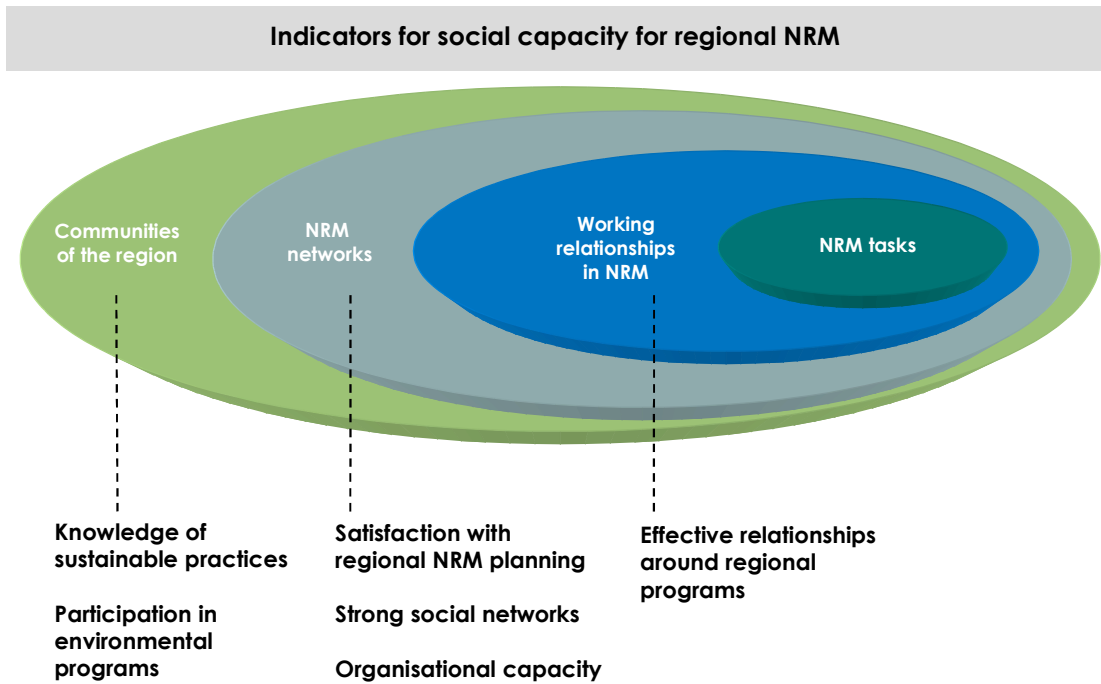 Indicators for social capacity for regional NRM
Communities
of the region
NRM
networks
Working
relationships
in NRM
NRM tasks
Knowledge of
sustainable practices
Participation in
environmental
programs
Satisfaction with
regional NRM planning
Strong social networks
Organisational capacity
Effective relationships
around regional
programs